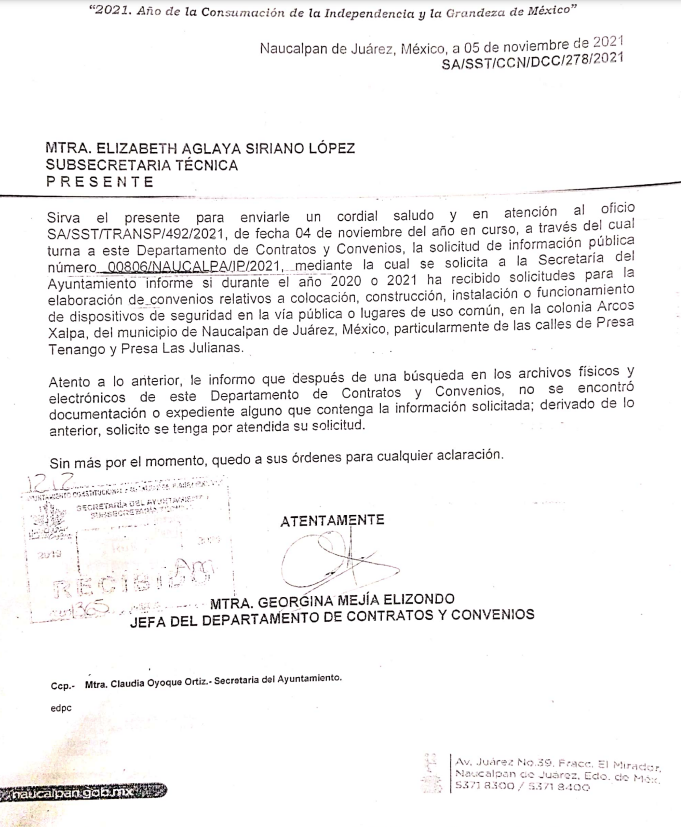 “2021. Año de la Consumación de la Independencia y la Grandeza de México”
Naucalpan de Juárez, México, a 05 de noviembre de 2021
SA/SST/CCN/DCC/278/2021
MTRA. ELIZABETH AGLAYA SIRIANO LÓPEZ
SUBSECRETARIA TÉCNICA
P R E S E N T E
Sirva el presente para enviarle un cordial saludo y en atención al oficio
SA/SST/TRANSP/492/2021, de fecha 04 de noviembre del año en curso, a través del cual
turna a este Departamento de Contratos y Convenios, la solicitud de información pública
número 00806/NAUCALPA/IP/2021, mediante la cual se solicita a la Secretaría del
Ayuntamiento informe si durante el año 2020 o 2021 ha recibido solicitudes para la
elaboración de convenios relativos a colocación, construcción, instalación o funcionamiento
de dispositivos de seguridad en la vía pública o lugares de uso común, en la colonia Arcos
Xalpa, del municipio de Naucalpan de Juárez, México, particularmente de las calles de Presa
Tenango y Presa Las Julianas.
Atento a lo anterior, le informo que después de una búsqueda en los archivos físicos y
electrónicos de este Departamento de Contratos y Convenios, no se encontró
documentación o expediente alguno que contenga la información solicitada; derivado de lo
anterior, solicito se tenga por atendida su solicitud.
Sin más por el momento, quedo a sus órdenes para cualquier aclaración.
1212
SECRETARÍA DEL AYUNTAMIENTO
SUBSECRETARÍA TÉCNICA
Am
RECIBIDO
ATENTAMENTE
MTRA. GEORGINA MEJÍA ELIZONDO
JEFA DEL DEPARTAMENTO DE CONTRATOS Y CONVENIOS
Ccp.- Mtra. Claudia Oyoque Ortiz.- Secretaria del Ayuntamiento.
edpc
Av. Juárez No.39, Fracc. El Mirador,
Naucalpan de Juárez, Edo. de Méx.
5371 8300 / 5371 8400
naucalpan.gob.mx